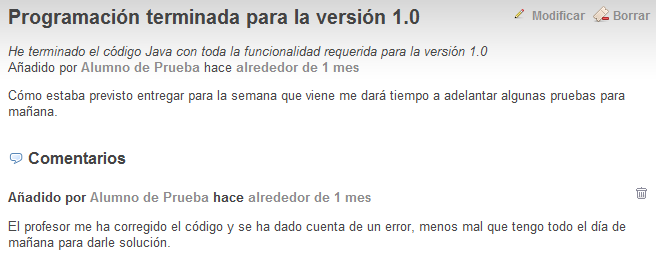 Programación terminada para la versión 1.0
Modificar Borrar
He terminado el código Java con toda la funcionalidad requerida para la versión 1.0
Añadido por Alumno de Prueba hace alrededor de 1 mes
Cómo estaba previsto entregar para la semana que viene me dará tiempo a adelantar algunas pruebas para
mañana.
Comentarios
Añadido por Alumno de Prueba hace alrededor de 1 mes
El profesor me ha corregido el código y se ha dado cuenta de un error, menos mal que tengo todo el día de
mañana para darle solución.